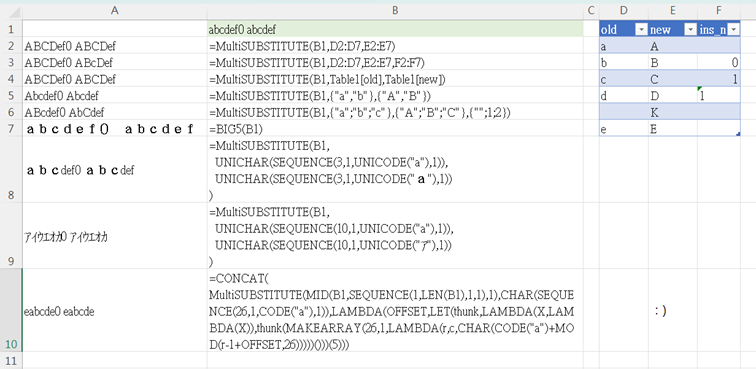 A B C D E F
1 abcdef0 abcdef old new ins_n
2 ABCDef0 ABCDef =MultiSUBSTITUTE(B1,D2:D7,E2:E7) a A
3 ABCDef0 ABcDef =MultiSUBSTITUTE(B1,D2:D7,E2:E7,F2:F7) b B 0
4 ABCDEf0 ABCDEf =MultiSUBSTITUTE(B1,Table1[old],Table1[new]) c C 1
5 Abcdef0 Abcdef =MultiSUBSTITUTE(B1,{"a","b"},{"A","B"}) d D 1
6 ABcdef0 AbCdef =MultiSUBSTITUTE(B1,{"a";"b";"c"},{"A";"B";"C"},{"";1;2}) K
7 ａｂｃｄｅｆ０　ａｂｃｄｅｆ =BIG5(B1) e E
=MultiSUBSTITUTE(B1,
UNICHAR(SEQUENCE(3,1,UNICODE("a"),1)),
ａｂｃdef0 ａｂｃdef
UNICHAR(SEQUENCE(3,1,UNICODE("ａ"),1))
8 )
=MultiSUBSTITUTE(B1,
UNICHAR(SEQUENCE(10,1,UNICODE("a"),1)),
ｱｲｳｴｵｶ0 ｱｲｳｴｵｶ
UNICHAR(SEQUENCE(10,1,UNICODE("ｱ"),1))
9 )
=CONCAT(
MultiSUBSTITUTE(MID(B1,SEQUENCE(1,LEN(B1),1,1),1),CHAR(SEQUE
NCE(26,1,CODE("a"),1)),LAMBDA(OFFSET,LET(thunk,LAMBDA(X,LAM
eabcde0 eabcde : )
BDA(X)),thunk(MAKEARRAY(26,1,LAMBDA(r,c,CHAR(CODE("a")+MO
10 D(r-1+OFFSET,26)))))()))(5)))
11